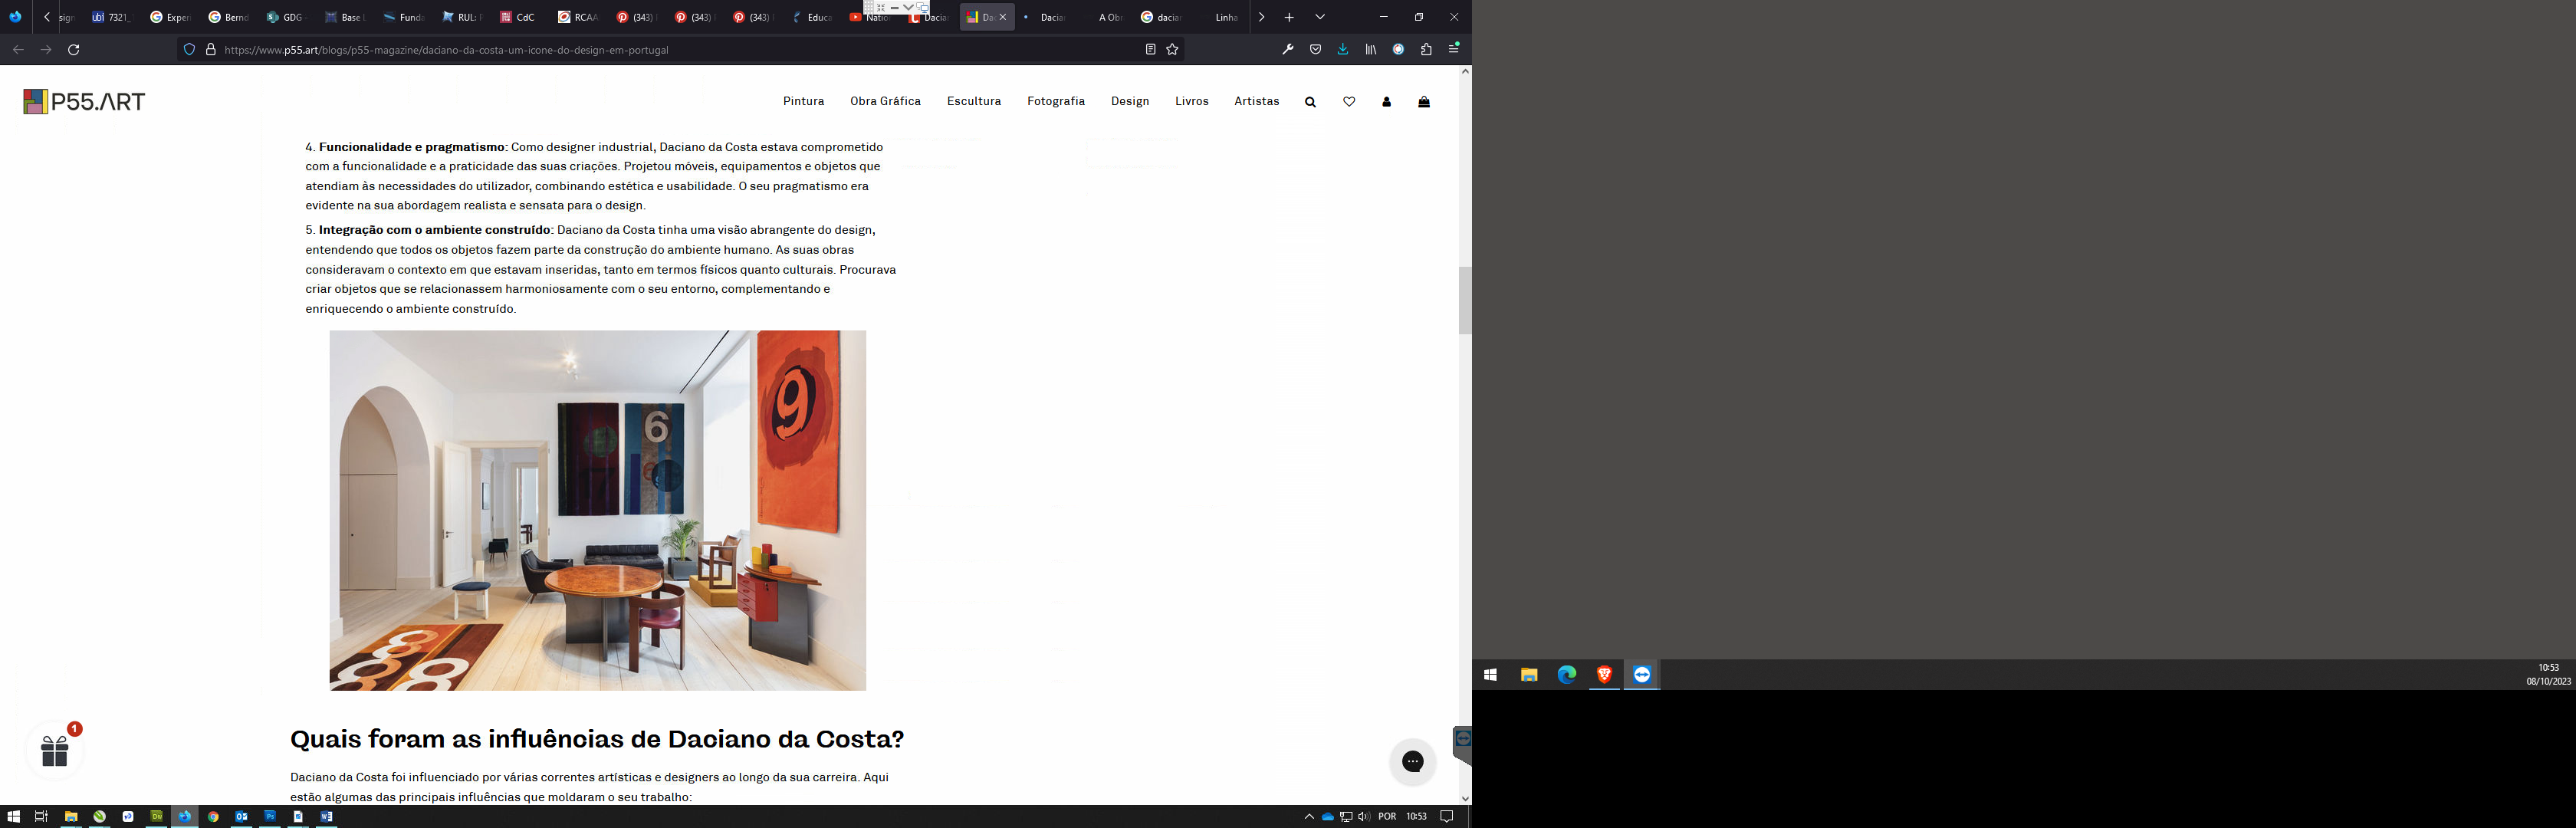 sign
7321_
Exper
Bernd
GDG -
Base L
Funda
RUL: F
CdC
RCAA
(343)
(343)
(343)
Educa
Natio
Dacian
Da
Dacian
A Ob
dacian
Linha
https://www.p55.art/blogs/p55-magazine/daciano-da-costa-um-icone-do-design-em-portugal
P55.ART
Pintura
Obra Gráfica
Escultura
Fotografia
Design
Livros
Artistas
4. Funcionalidade e pragmatismo: Como designer industrial, Daciano da Costa estava comprometido
com a funcionalidade e a praticidade das suas criações. Projetou móveis, equipamentos e objetos que
atendiam às necessidades do utilizador, combinando estética e usabilidade. O seu pragmatismo era
evidente na sua abordagem realista e sensata para o design.
5. Integração com o ambiente construído: Daciano da Costa tinha uma visão abrangente do design,
entendendo que todos os objetos fazem parte da construção do ambiente humano. As suas obras
consideravam o contexto em que estavam inseridas, tanto em termos físicos quanto culturais. Procurava
criar objetos que se relacionassem harmoniosamente com o seu entorno, complementando e
enriquecendo o ambiente construído.
6
9
8
8
8
1
Quais foram as influências de Daciano da Costa?
Daciano da Costa foi influenciado por várias correntes artísticas e designers ao longo da sua carreira. Aqui
estão algumas das principais influências que moldaram o seu trabalho:
POR
10:53
10:53
08/10/2023